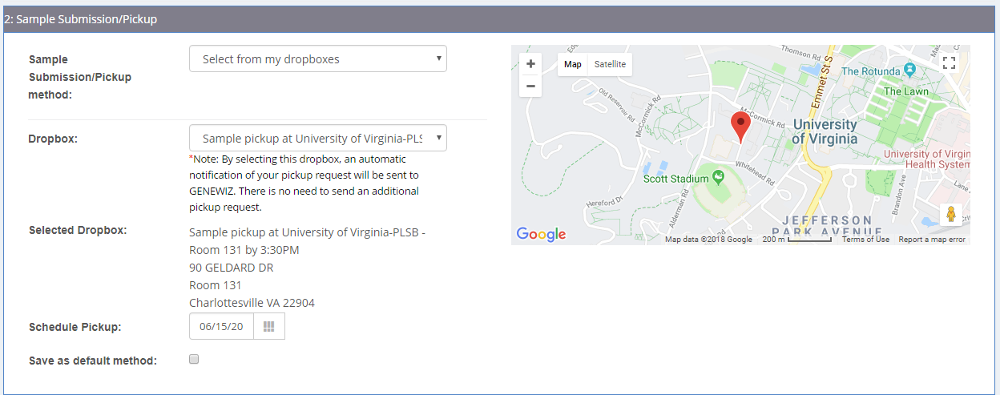 2: Sample Submission/Pickup
Sample
Submission/Pickup
method:
Select from my dropboxes
Dropbox:
Sample pickup at University of Virginia-PLS
*Note: By selecting this dropbox, an automatic
notification of your pickup request will be sent to
GENEWIZ. There is no need to send an additional
pickup request.
Selected Dropbox:
Sample pickup at University of Virginia-PLSB -
Room 131 by 3:30PM
90 GELDARD DR
Room 131
Charlottesville VA 22904
Schedule Pickup:
06/15/20
Save as default method:
Map
Satellite
Thomson Rd
Emmet St S
The Rotunda
The Lawn
Old Reservoir Rd
McCormick Rd
McCormick Rd
University
of Virginia
University of Virgin
Health System
Whitehead Rd
Scott Stadium
Hereford Dr
Alderman Rd
Brandon Ave
Lane
JEFFERSON
PARK AVENUE
Google
Map data ©2018 Google
200 m
Terms of Use
Report a map error